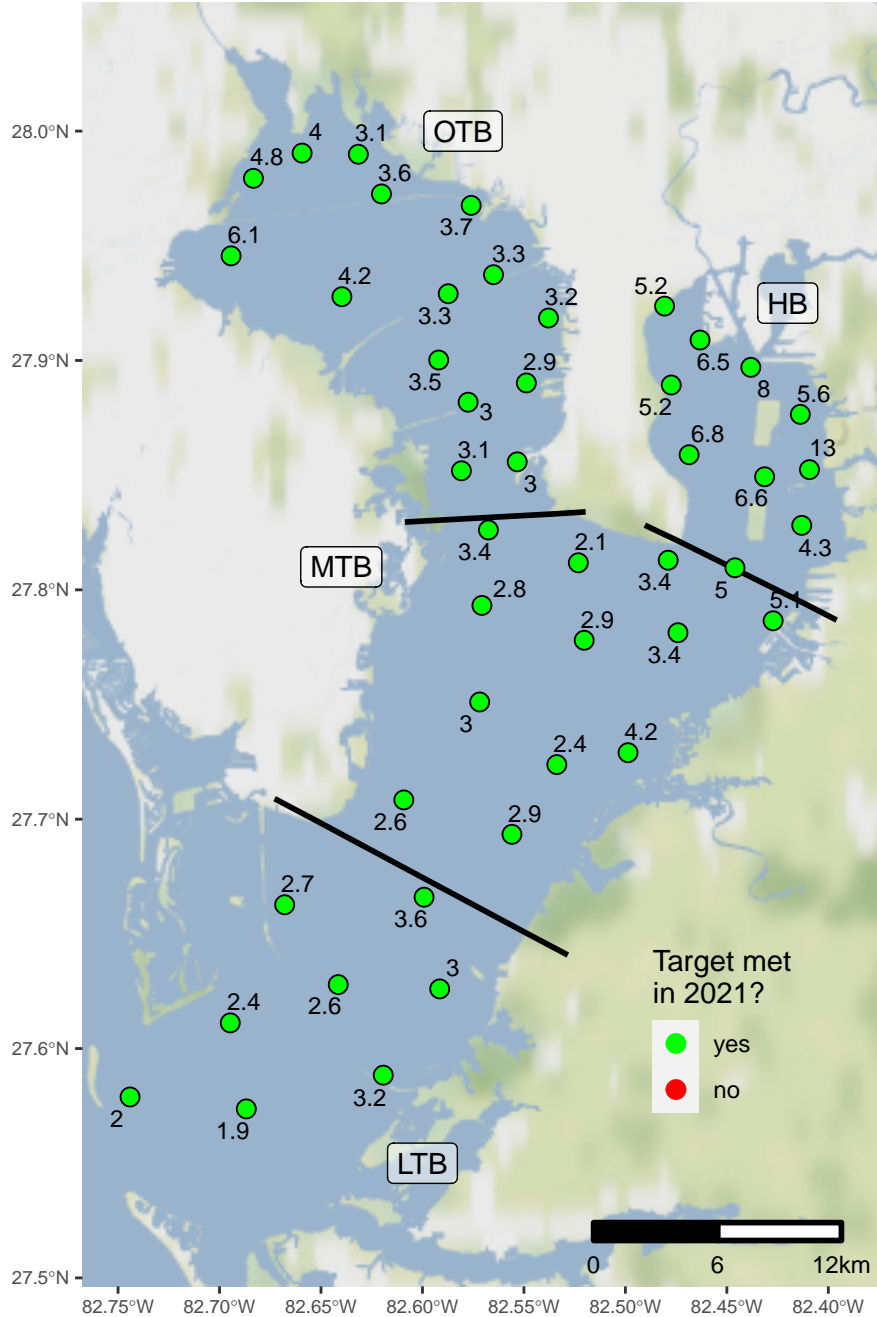 28.0°N
27.9°N
27.8°N
27.7°N
27.6°N
27.5°N
4
3.1
OTB
4.8
3.6
3.7
6.1
3.3
4.2
3.3
3.2
5.2
HB
3.5
2.9
6.5
8
5.2
3
5.6
3.1
3
6.8
13
6.6
4.3
3.4
2.1
MTB
3.4
5
2.8
5.1
2.9
3.4
3
2.4
4.2
2.6
2.9
2.7
3.6
3
2.6
2.4
3.2
2
1.9
LTB
Target met
in 2021?
yes
no
0 6 12km
82.75°W 82.70°W 82.65°W 82.60°W 82.55°W 82.50°W 82.45°W 82.40°W